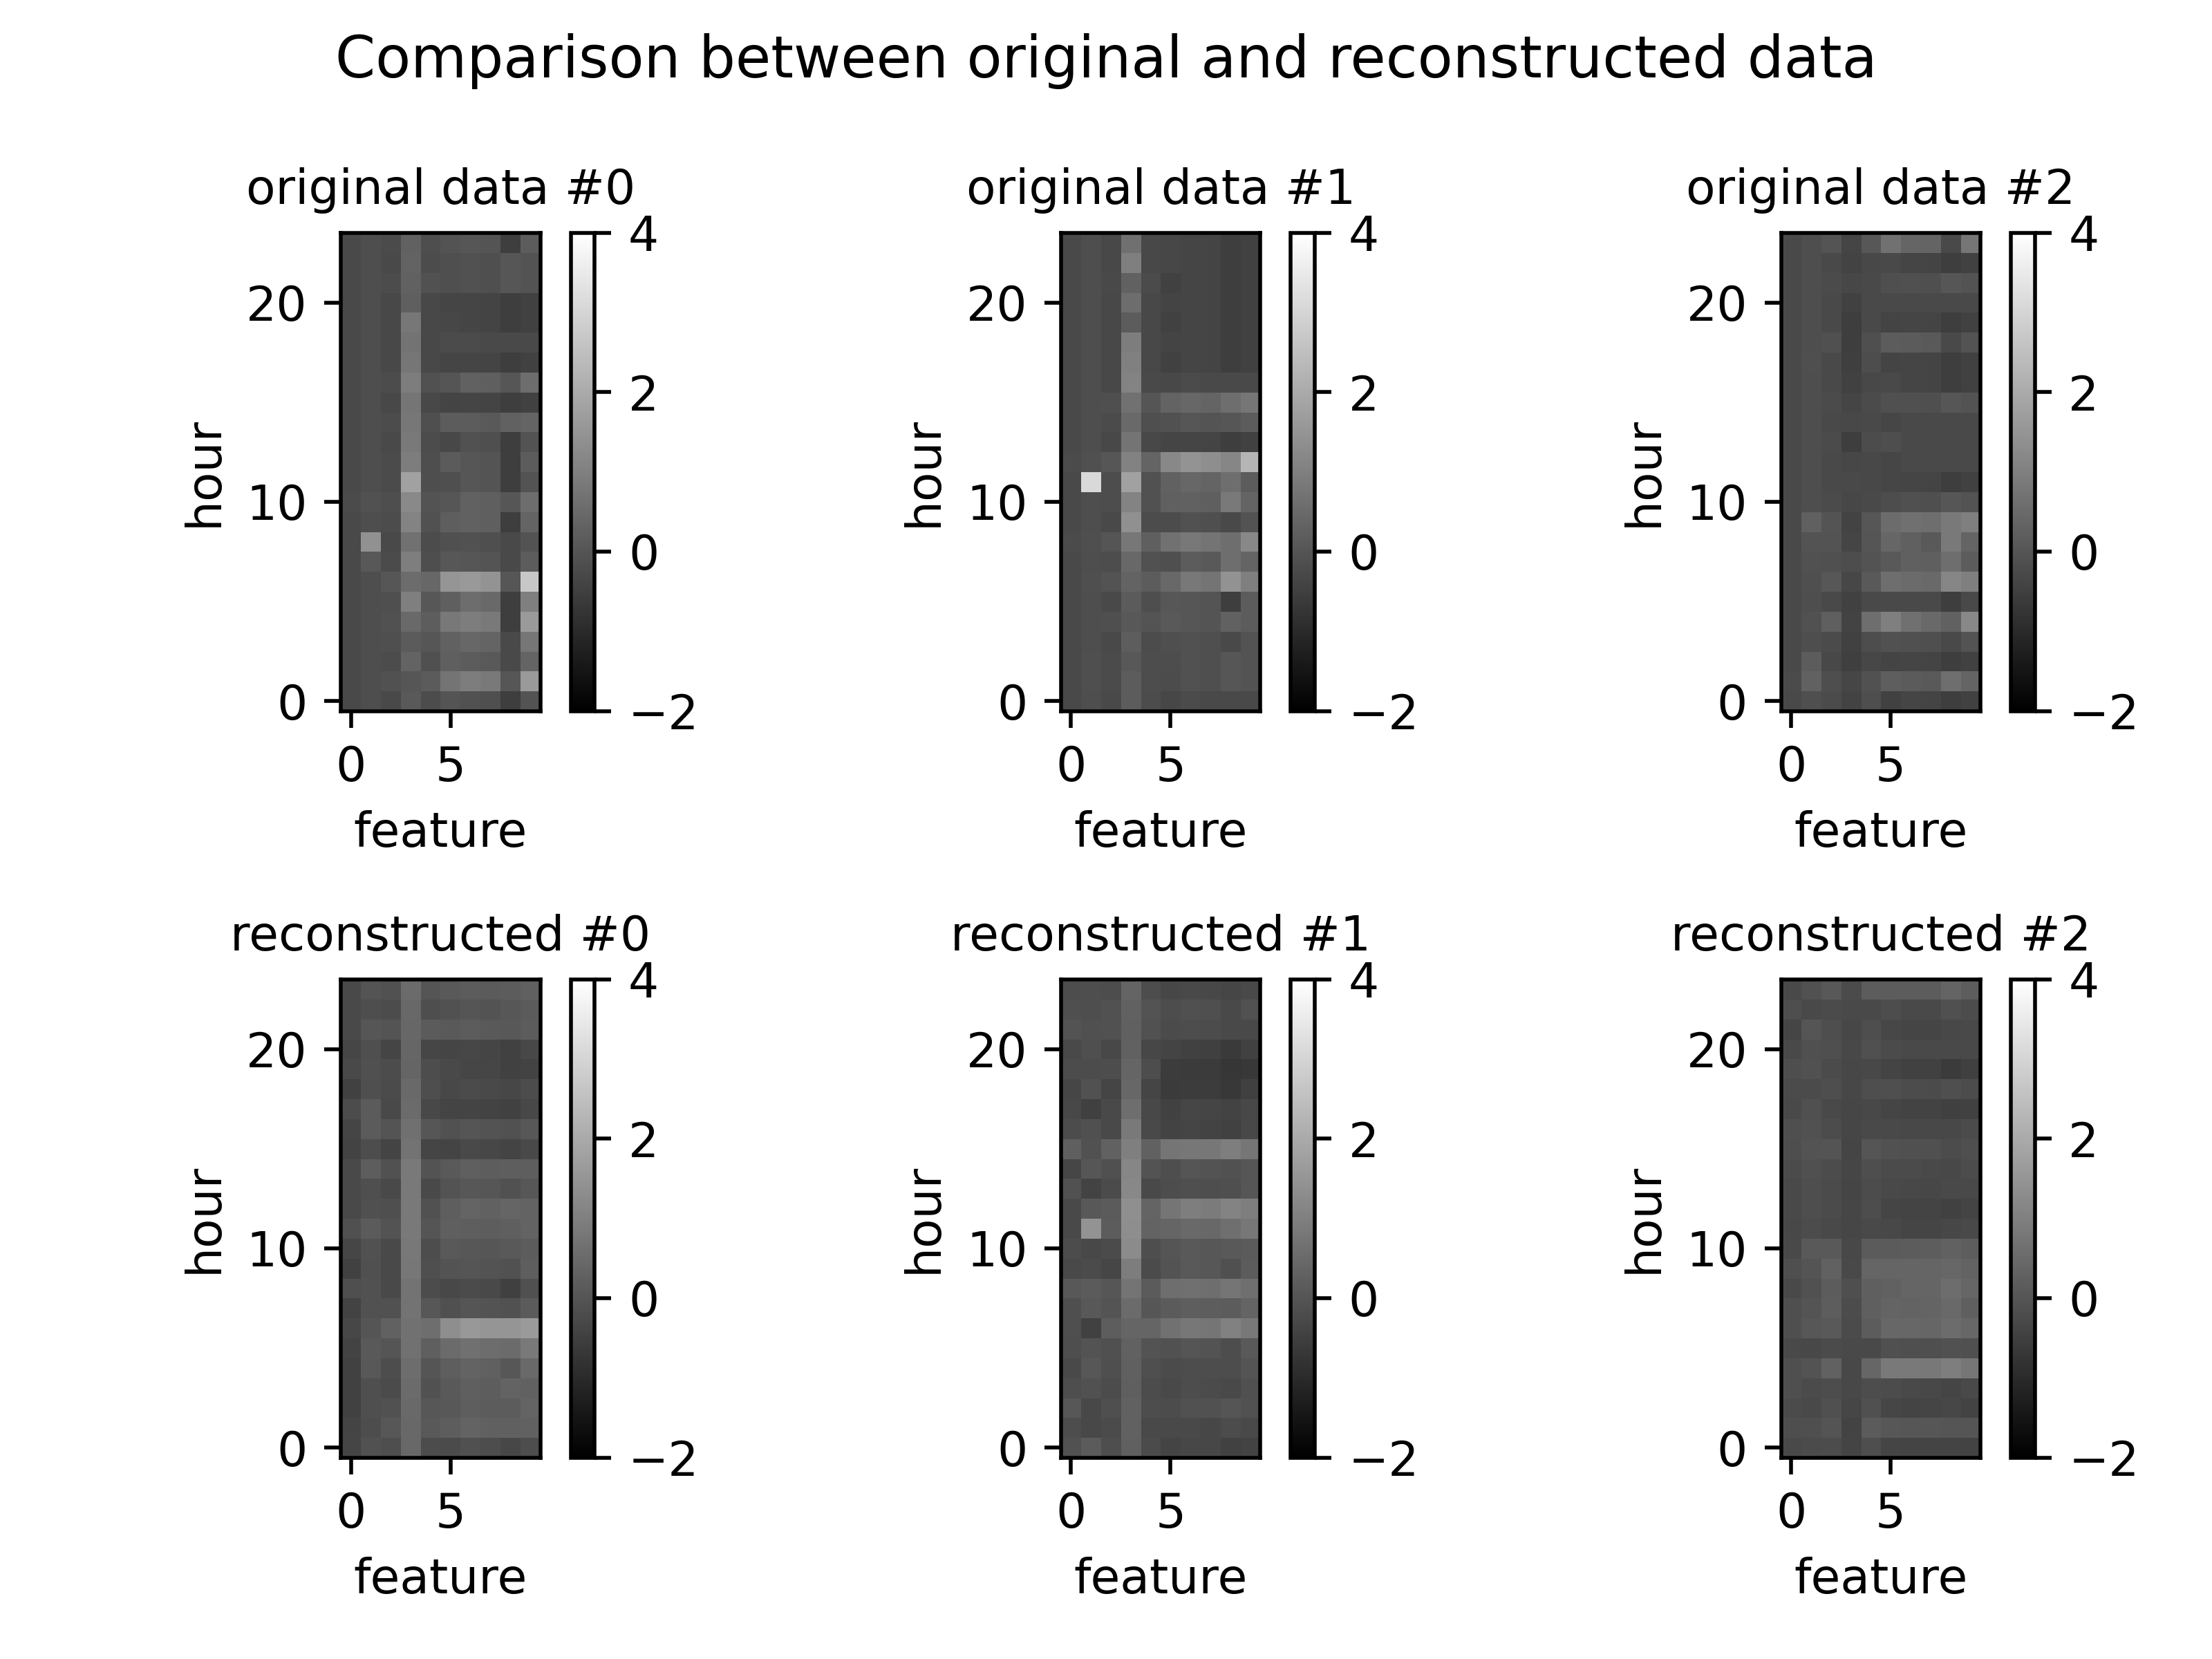 Comparison between original and reconstructed data
original data #0
original data #1
original data #2
20
10
0
hour
0 5
feature
4
2
0
−2
20
10
0
hour
0 5
feature
4
2
0
−2
20
10
0
hour
0 5
feature
4
2
0
−2
reconstructed #0
reconstructed #1
reconstructed #2
20
10
0
hour
0 5
feature
4
2
0
−2
20
10
0
hour
0 5
feature
4
2
0
−2
20
10
0
hour
0 5
feature
4
2
0
−2